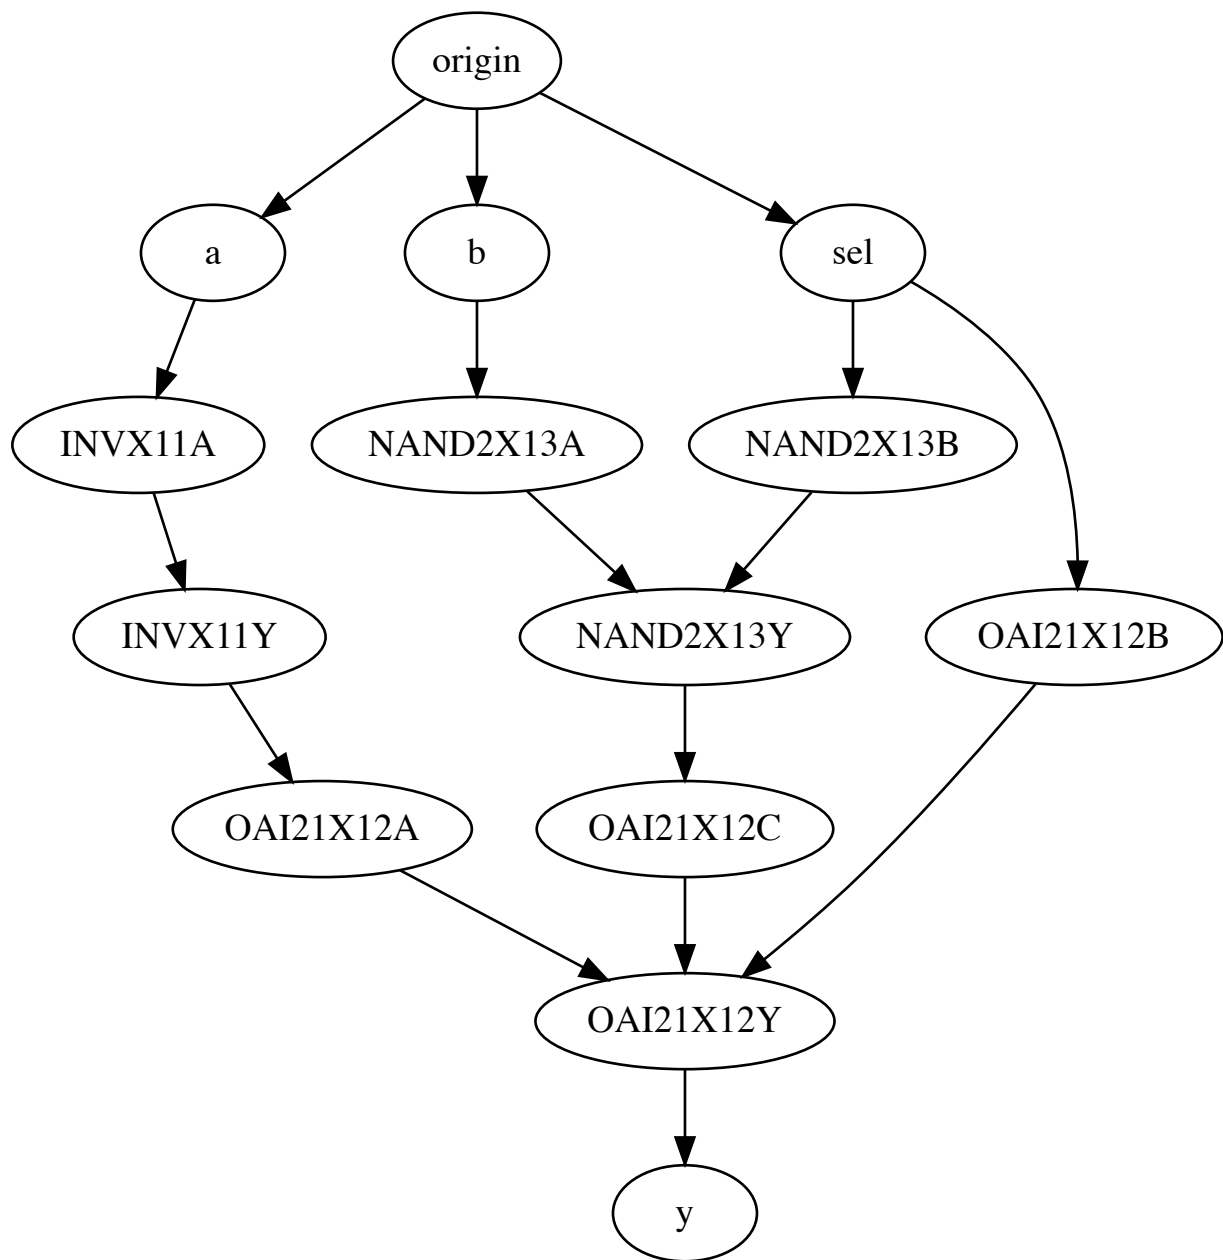 origin
a
b
sel
INVX11A
NAND2X13A
NAND2X13B
INVX11Y
NAND2X13Y
OAI21X12B
OAI21X12A
OAI21X12C
OAI21X12Y
y